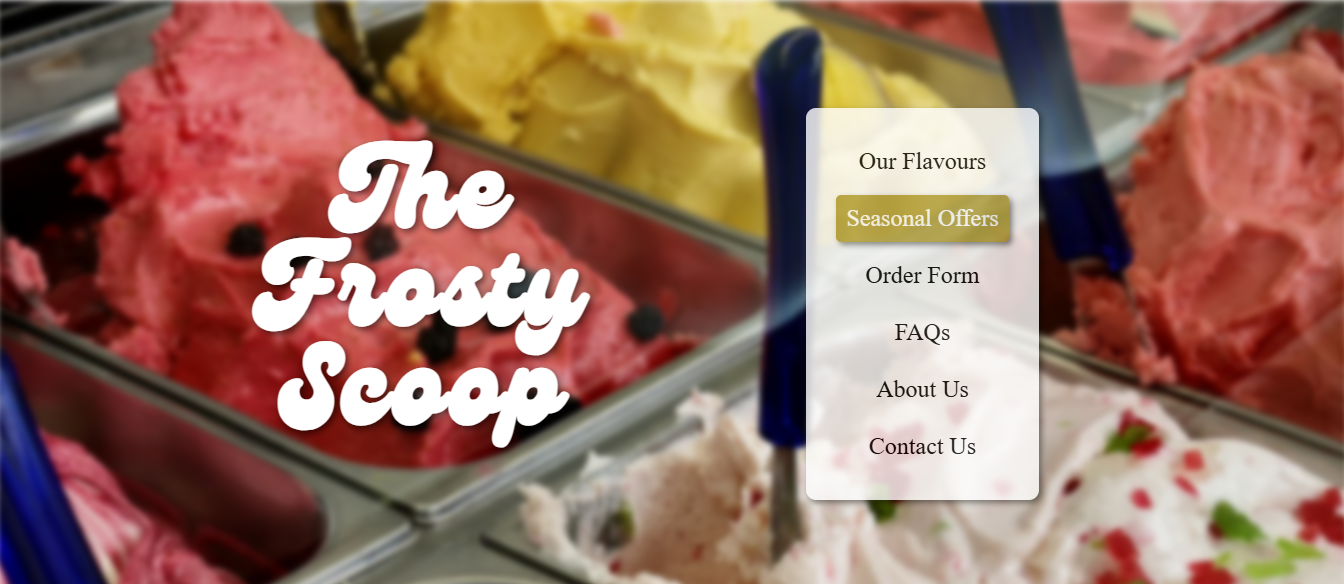 The
Frosty
Scoop
Our Flavours
Seasonal Offers
Order Form
FAQs
About Us
Contact Us